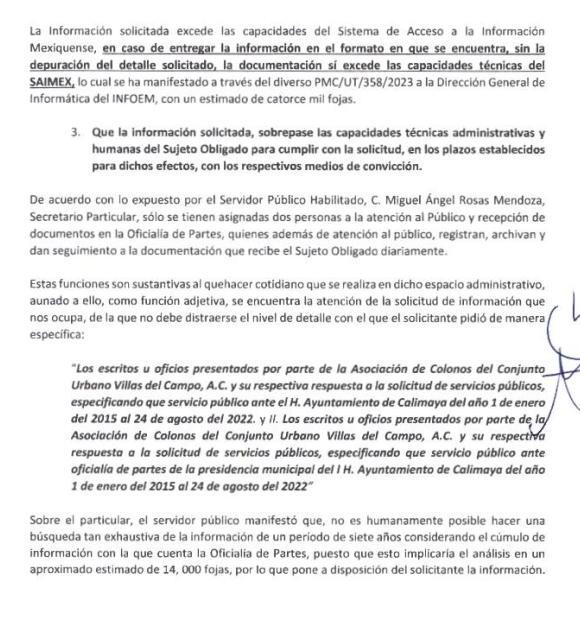 La Información solicitada excede las capacidades del Sistema de Acceso a la Información
Mexiquense, en caso de entregar la información en el formato en que se encuentra, sin la
depuración del detalle solicitado, la documentación sí excede las capacidades técnicas del
SAIMEX, lo cual se ha manifestado a través del diverso PMC/UT/358/2023 a la Dirección General de
Informática del INFOEM, con un estimado de catorce mil fojas.
3. Que la información solicitada, sobrepase las capacidades técnicas administrativas y
humanas del Sujeto Obligado para cumplir con la solicitud, en los plazos establecidos
para dichos efectos, con los respectivos medios de convicción.
De acuerdo con lo expuesto por el Servidor Público Habilitado, C. Miguel Ángel Rosas Mendoza,
Secretario Particular, sólo se tienen asignadas dos personas a la atención al Público y recepción de
documentos en la Oficialía de Partes, quienes además de atención al público, registran, archivan y
dan seguimiento a la documentación que recibe el Sujeto Obligado diariamente.
Estas funciones son sustantivas al quehacer cotidiano que se realiza en dicho espacio administrativo,
aunado a ello, como función adjetiva, se encuentra la atención de la solicitud de información que
nos ocupa, de la que no debe distraerse el nivel de detalle con el que el solicitante pidió de manera
específica:
"Los escritos u oficios presentados por parte de la Asociación de Colonos del Conjunto
Urbano Villas del Campo, A.C. y su respectiva respuesta a la solicitud de servicios públicos,
especificando que servicio público ante el H. Ayuntamiento de Calimaya del año 1 de enero
del 2015 al 24 de agosto del 2022. y II. Los escritos u oficios presentados por parte de la
Asociación de Colonos del Conjunto Urbano Villas del Campo, A.C. y su respectiva
respuesta a la solicitud de servicios públicos, especificando que servicio público ante
oficialía de partes de la presidencia municipal del I H. Ayuntamiento de Calimaya del año
1 de enero del 2015 al 24 de agosto del 2022"
Sobre el particular, el servidor público manifestó que, no es humanamente posible hacer una
búsqueda tan exhaustiva de la información de un período de siete años considerando el cúmulo de
información con la que cuenta la Oficialía de Partes, puesto que esto implicaría el análisis en un
aproximado estimado de 14, 000 fojas, por lo que pone a disposición del solicitante la información.